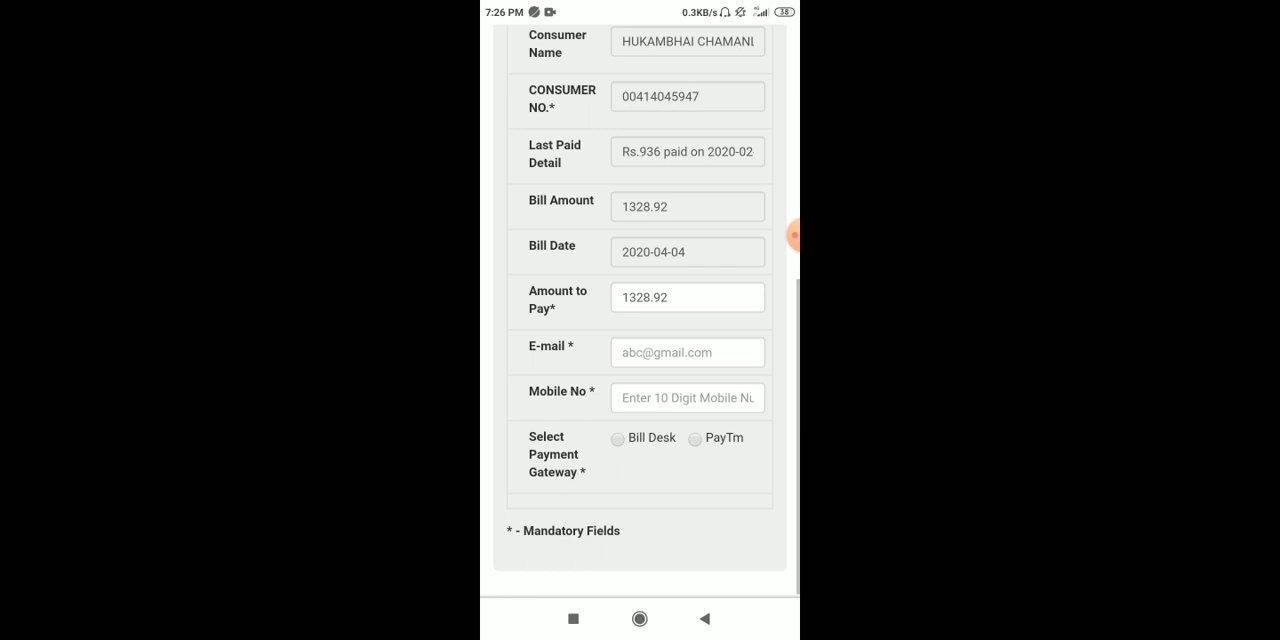 7:26 PM 0.3KB/s 4G 38
Consumer Name
HUKAMBHAI CHAMANL
CONSUMER NO.*
00414045947
Last Paid Detail
Rs.936 paid on 2020-02-
Bill Amount
1328.92
Bill Date
2020-04-04
Amount to Pay*
1328.92
E-mail *
abc@gmail.com
Mobile No *
Enter 10 Digit Mobile Nu
Select Payment Gateway *
Bill Desk PayTm
* - Mandatory Fields